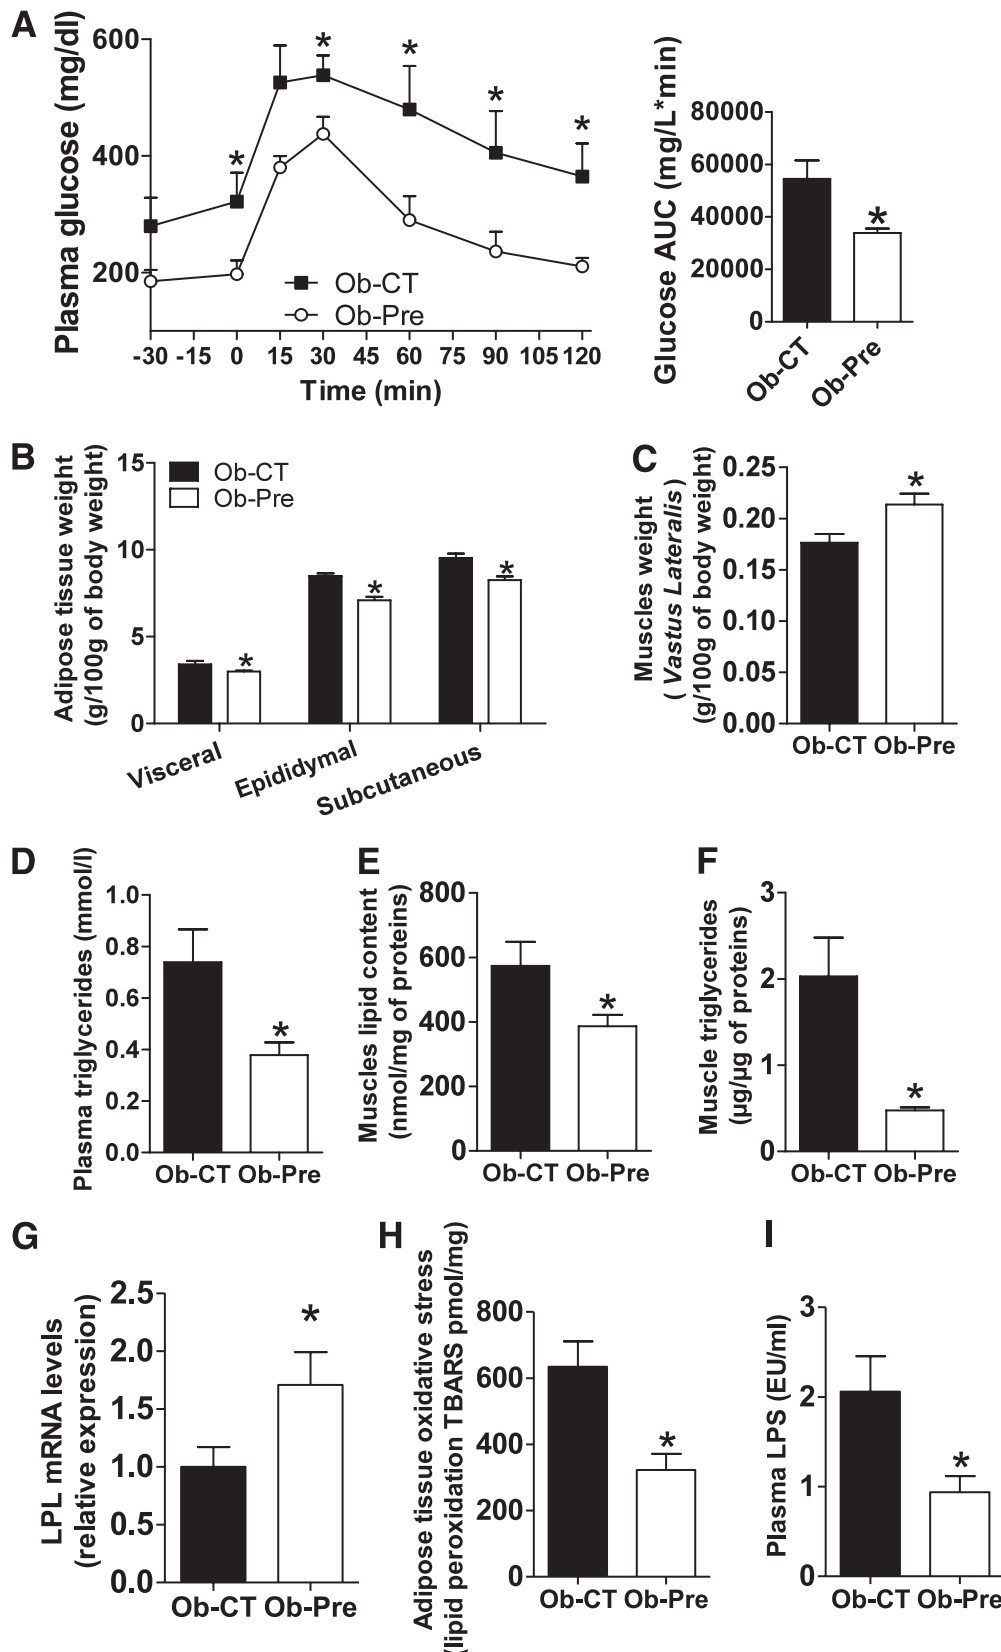 A
Plasma glucose (mg/dl)
600
400
200
* * * * *
Ob-CT
Ob-Pre
-30 -15 0 15 30 45 60 75 90 105 120
Time (min)
Glucose AUC (mg/L*min)
80000
60000
40000
20000
0
*
Ob-CT
Ob-Pre
B
Adipose tissue weight
(g/100g of body weight)
15
10
5
0
Ob-CT
Ob-Pre
* * *
Visceral
Epididymal
Subcutaneous
C
Muscles weight
(Vastus Lateralis)
(g/100g of body weight)
0.25
0.20
0.15
0.10
0.05
0.00
*
Ob-CT Ob-Pre
D
Plasma triglycerides (mmol/l)
1.0
0.8
0.6
0.4
0.2
0.0
*
Ob-CT Ob-Pre
E
Muscles lipid content
(nmol/mg of proteins)
800
600
400
200
0
*
Ob-CT Ob-Pre
F
Muscle triglycerides
(µg/µg of proteins)
3
2
1
0
*
Ob-CT Ob-Pre
G
LPL mRNA levels
(relative expression)
2.5
2.0
1.5
1.0
0.5
0.0
*
Ob-CT Ob-Pre
H
Adipose tissue oxidative stress
(lipid peroxidation TBARS pmol/mg)
800
600
400
200
0
*
Ob-CT Ob-Pre
I
Plasma LPS (EU/ml)
3
2
1
0
*
Ob-CT Ob-Pre